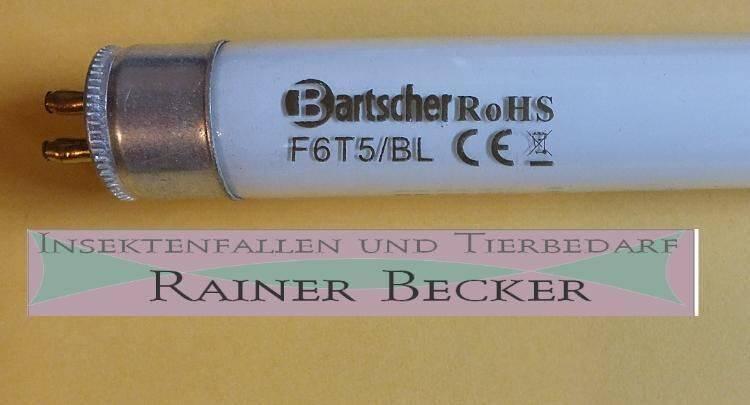 Bartscher RoHS
F6T5/BL CE
Insektenfallen und Tierbedarf
Rainer Becker